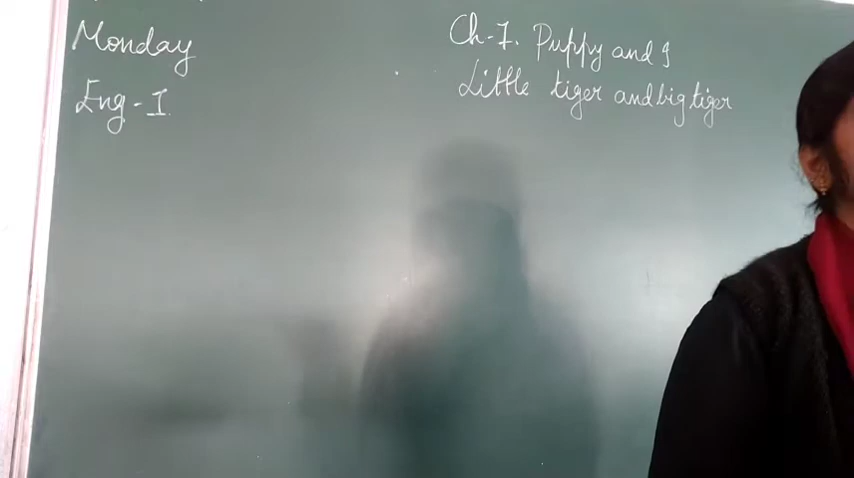 Monday
Eng-I
Ch-7. Puppy and I
Little tiger and big tiger